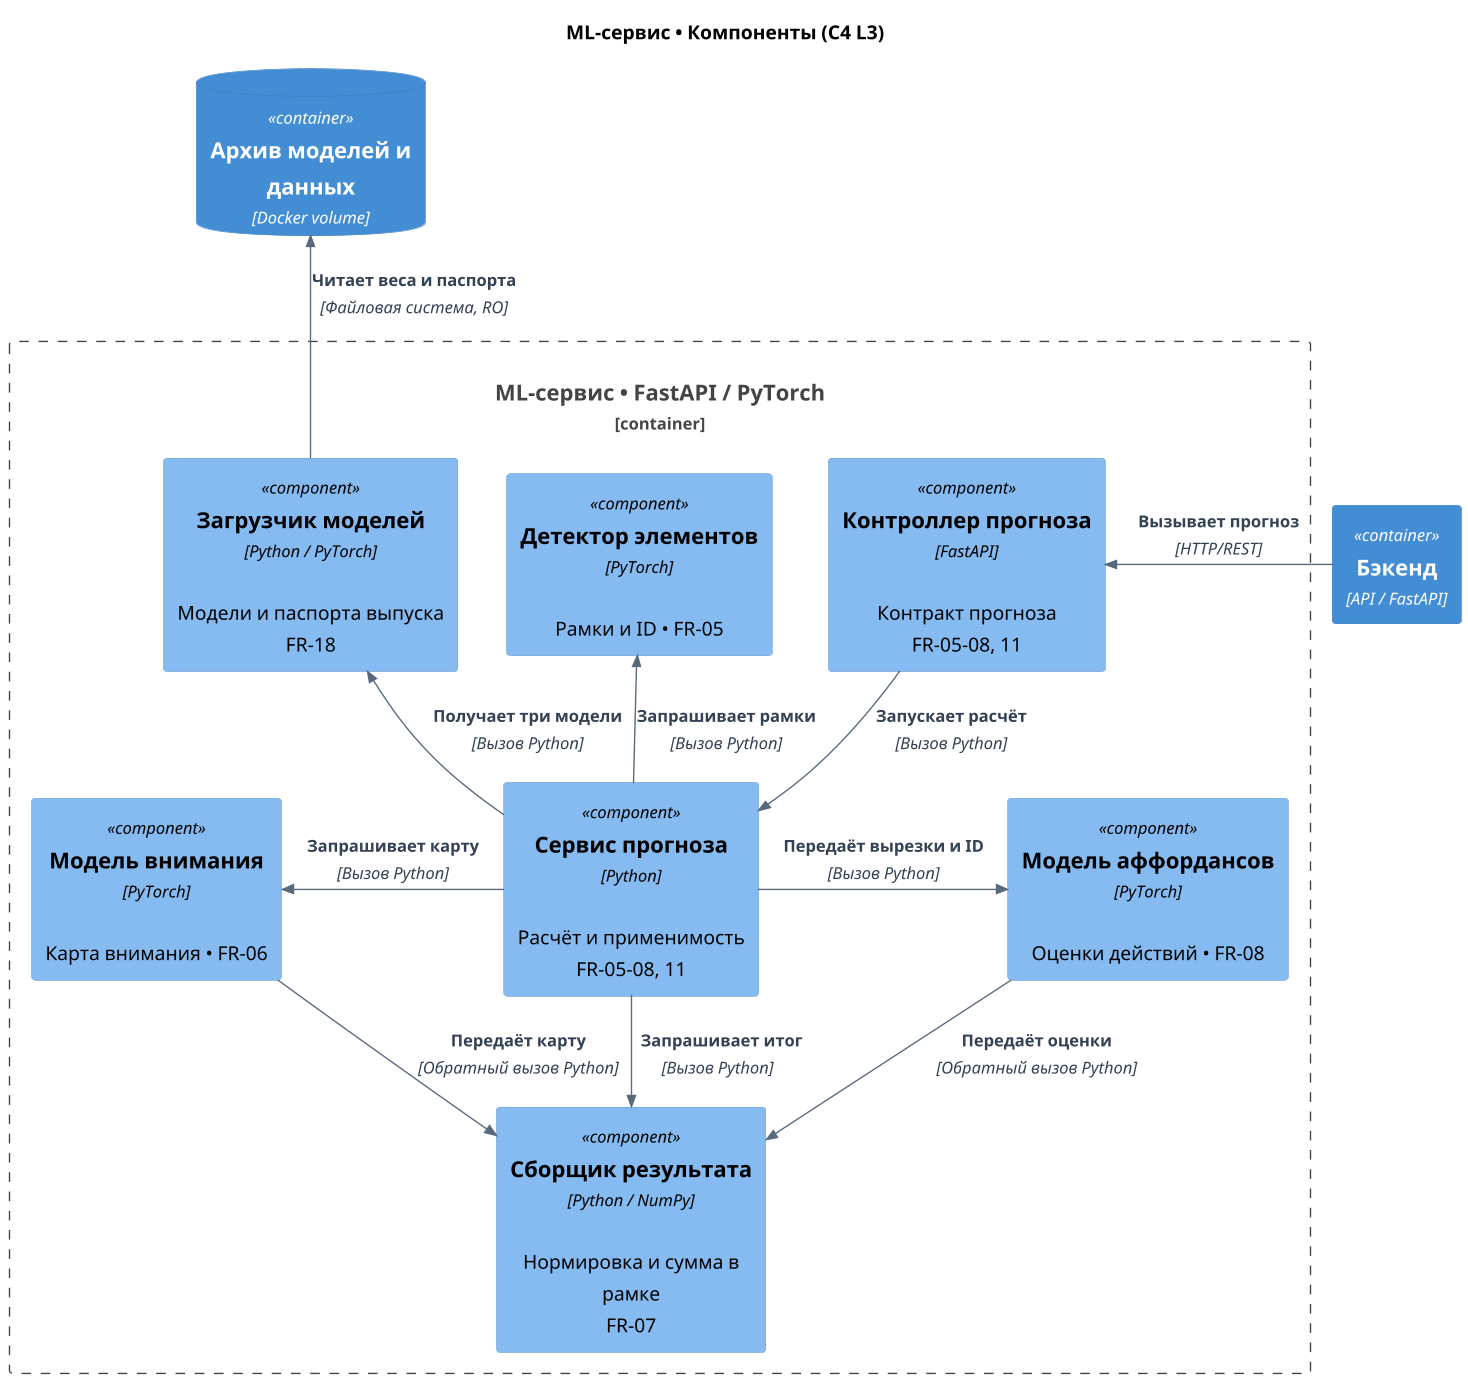 ML-сервис • Компоненты (C4 L3)
«container»
Архив моделей и
данных
[Docker volume]
Читает веса и паспорта
[Файловая система, RO]
ML-сервис • FastAPI / PyTorch
[container]
«component»
Загрузчик моделей
[Python / PyTorch]
Модели и паспорта выпуска
FR-18
«component»
Детектор элементов
[PyTorch]
Рамки и ID • FR-05
«component»
Контроллер прогноза
[FastAPI]
Контракт прогноза
FR-05-08, 11
Вызывает прогноз
[HTTP/REST]
«container»
Бэкенд
[API / FastAPI]
Получает три модели
[Вызов Python]
Запрашивает рамки
[Вызов Python]
Запускает расчёт
[Вызов Python]
«component»
Модель внимания
[PyTorch]
Карта внимания • FR-06
Запрашивает карту
[Вызов Python]
«component»
Сервис прогноза
[Python]
Расчёт и применимость
FR-05-08, 11
Передаёт вырезки и ID
[Вызов Python]
«component»
Модель аффордансов
[PyTorch]
Оценки действий • FR-08
Передаёт карту
[Обратный вызов Python]
Запрашивает итог
[Вызов Python]
Передаёт оценки
[Обратный вызов Python]
«component»
Сборщик результата
[Python / NumPy]
Нормировка и сумма в
рамке
FR-07